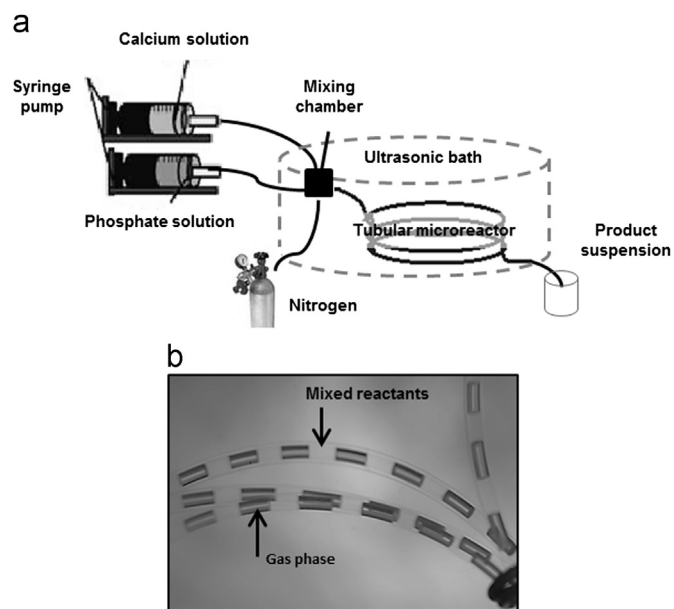 a
Calcium solution
Syringe
pump
Mixing
chamber
Ultrasonic bath
Phosphate solution
Tubular microreactor
Product
suspension
Nitrogen
b
Mixed reactants
Gas phase